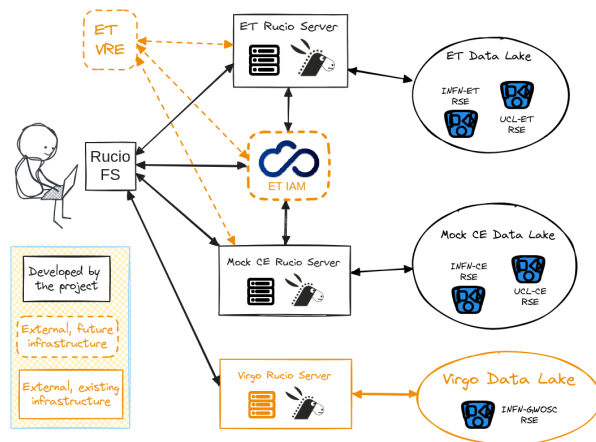 ET
VRE
ET Rucio Server
ET Data Lake
INFN-ET
RSE
UCL-ET
RSE
Rucio
FS
ET IAM
Mock CE Data Lake
INFN-CE
RSE
UCL-CE
RSE
Mock CE Rucio Server
Developed by
the project
External, future
infrastructure
External, existing
infrastructure
Virgo Rucio Server
Virgo Data Lake
INFN-GWOSC
RSE